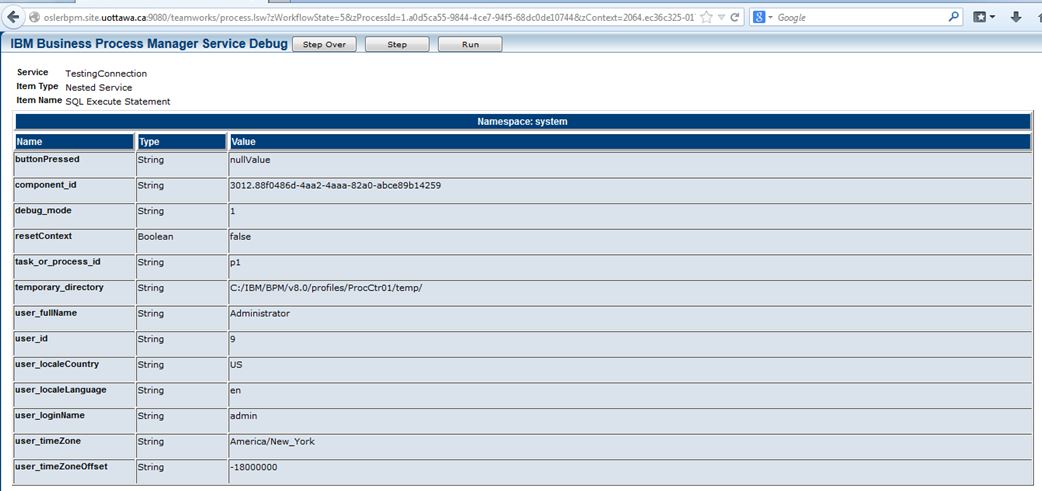 oslerbpm.site.uottawa.ca:9080/teamworks/process.lsw?zWorkflowState=5&zProcessId=1.a0d5ca55-9844-4ce7-94f5-68dc0de10744&zContext=2064.ec36c325-01
Google
IBM Business Process Manager Service Debug Step Over Step Run
Service TestingConnection
Item Type Nested Service
Item Name SQL Execute Statement
Namespace: system
Name Type Value
buttonPressed String nullValue
component_id String 3012.88f0486d-4aa2-4aaa-82a0-abce89b14259
debug_mode String 1
resetContext Boolean false
task_or_process_id String p1
temporary_directory String C:/IBM/BPM/v8.0/profiles/ProcCtr01/temp/
user_fullName String Administrator
user_id String 9
user_localeCountry String US
user_localeLanguage String en
user_loginName String admin
user_timeZone String America/New_York
user_timeZoneOffset String -18000000